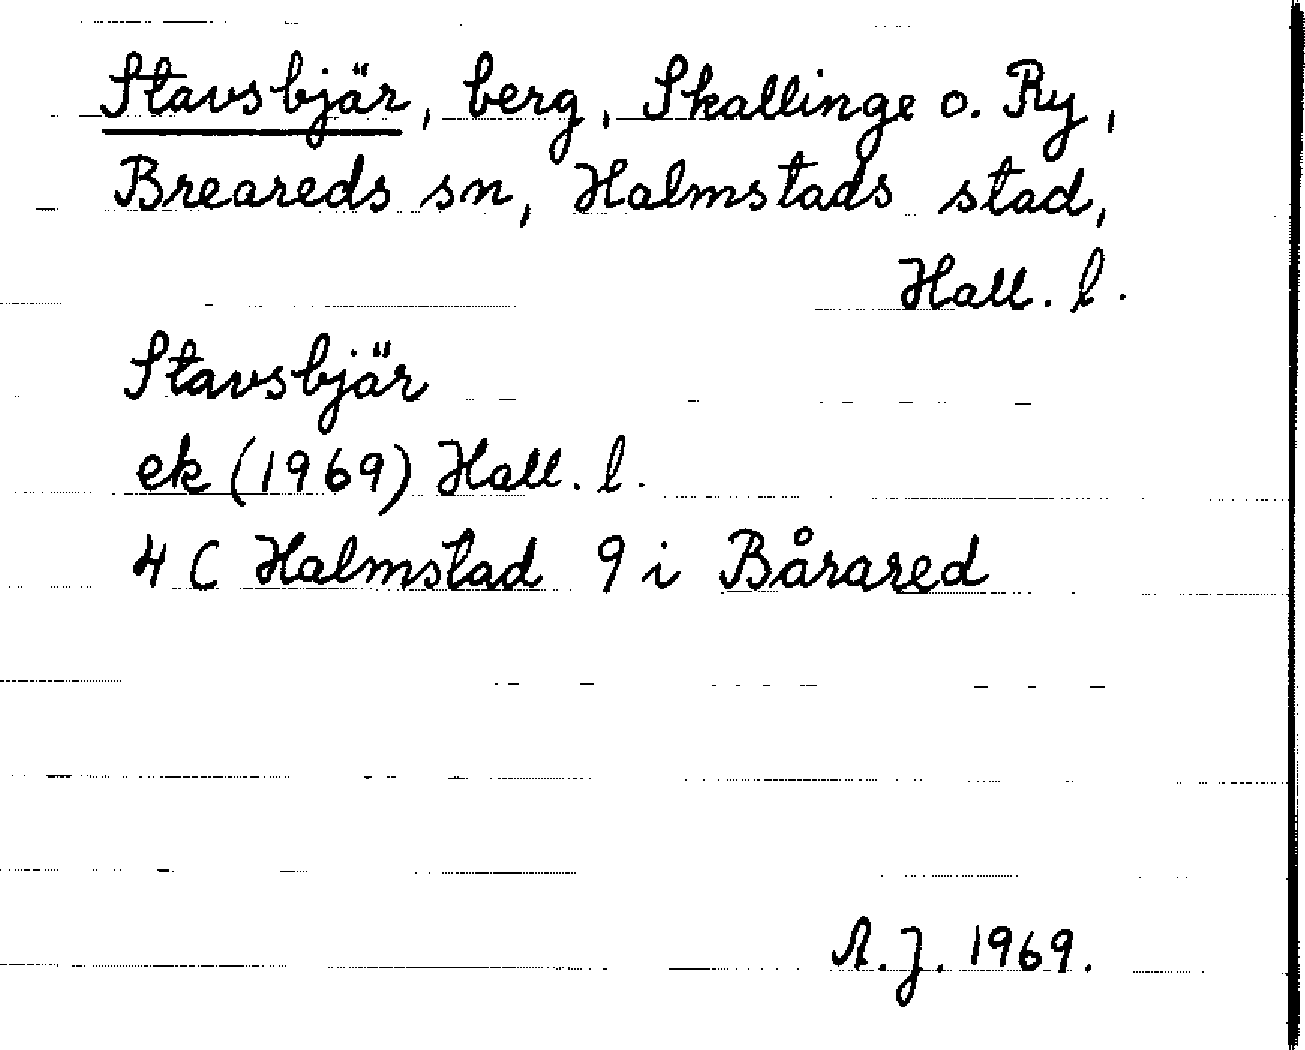 Stavsbjär, berg, Skallinge o. Ry,
Breareds sn, Halmstads stad,
Hall. l.
Stavsbjär
ek (1969) Hall. l.
4 C Halmstad 9 i Bårared
A.J. 1969.